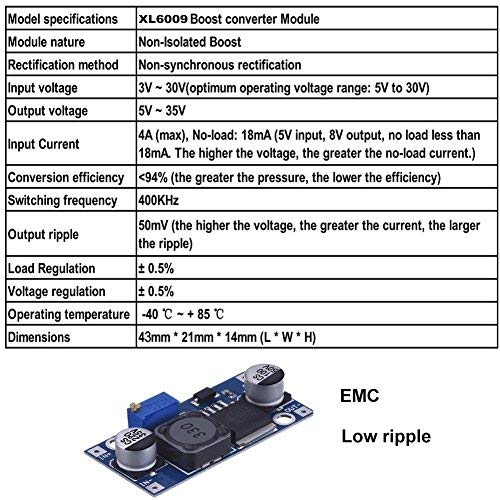 Model specifications XL6009 Boost converter Module
Module nature Non-Isolated Boost
Rectification method Non-synchronous rectification
Input voltage 3V ~ 30V(optimum operating voltage range: 5V to 30V)
Output voltage 5V ~ 35V
Input Current 4A (max), No-load: 18mA (5V input, 8V output, no load less than
18mA. The higher the voltage, the greater the no-load current.)
Conversion efficiency <94% (the greater the pressure, the lower the efficiency)
Switching frequency 400KHz
Output ripple 50mV (the higher the voltage, the greater the current, the larger
the ripple)
Load Regulation ± 0.5%
Voltage regulation ± 0.5%
Operating temperature -40 ℃ ~ + 85 ℃
Dimensions 43mm * 21mm * 14mm (L * W * H)
EMC
Low ripple
330
IN+
IN-
OUT-